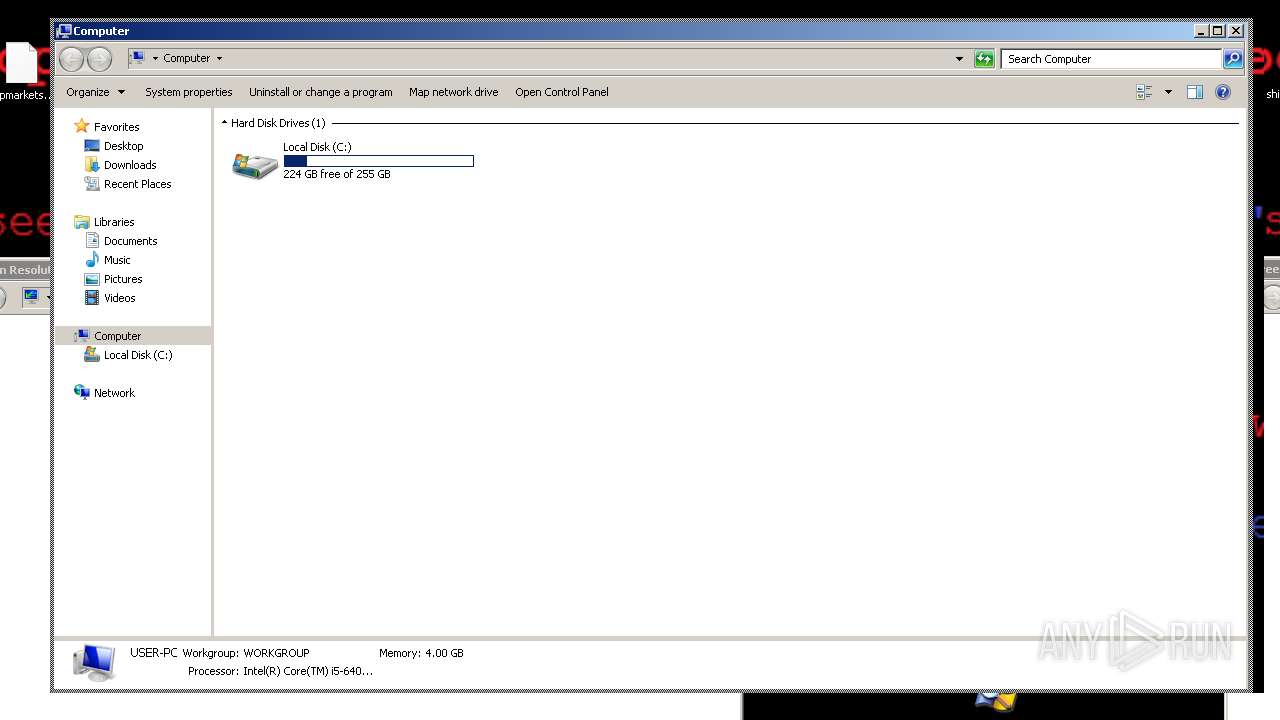 Computer
Computer
Search Computer
Organize System properties Uninstall or change a program Map network drive Open Control Panel
pmarkets...
shi
Favorites
Desktop
Downloads
Recent Places
Libraries
Documents
Music
Pictures
Videos
Computer
Local Disk (C:)
Network
Hard Disk Drives (1)
Local Disk (C:)
224 GB free of 255 GB
see
's
n Resolu
ree
USER-PC Workgroup: WORKGROUP Memory: 4.00 GB
Processor: Intel(R) Core(TM) i5-640...
ANY RUN